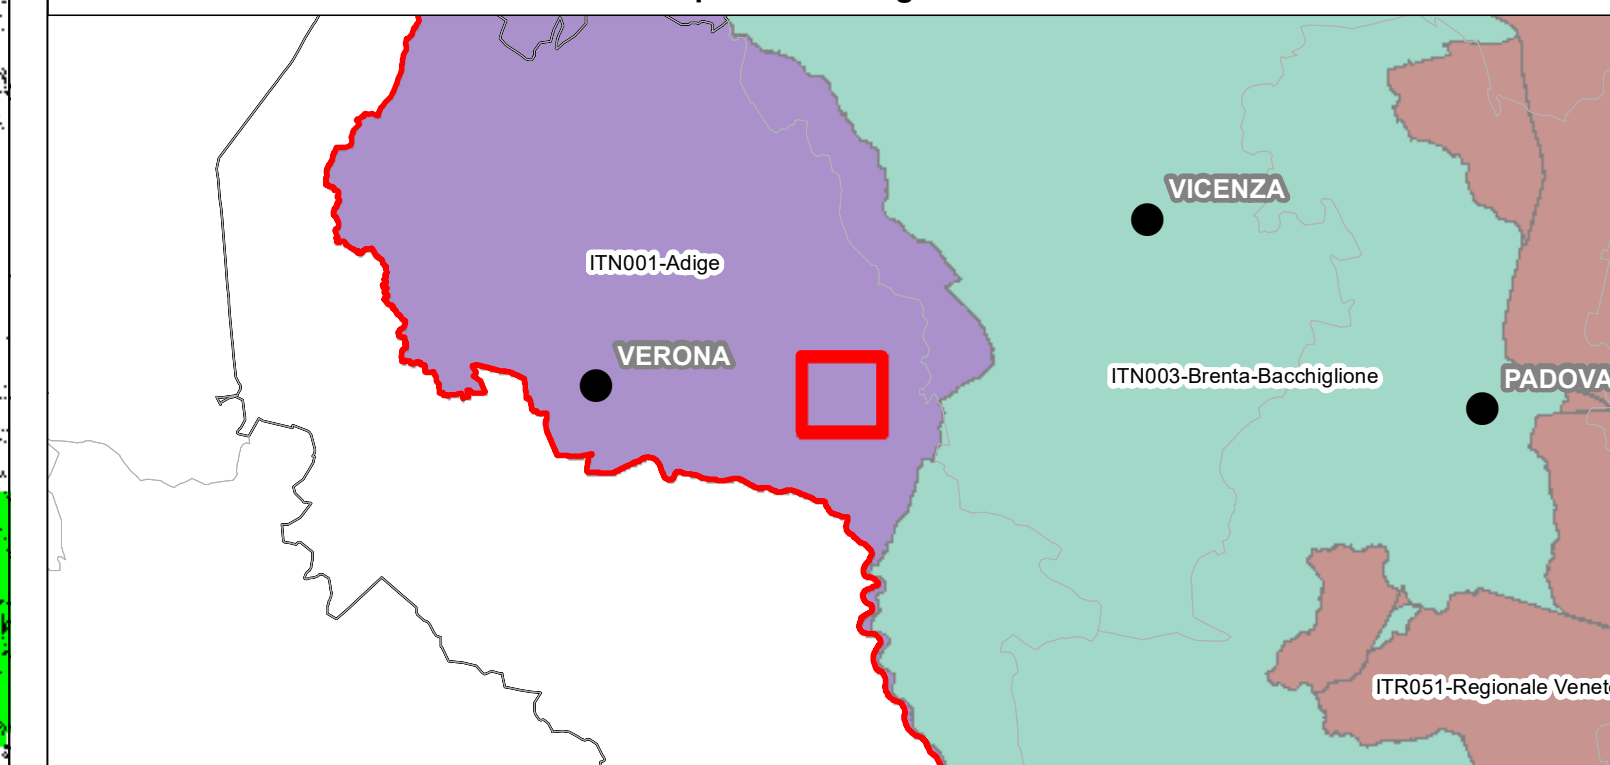 VICENZA
ITN001-Adige
VERONA
ITN003-Brenta-Bacchiglione
PADOVA
ITR051-Regionale Venet